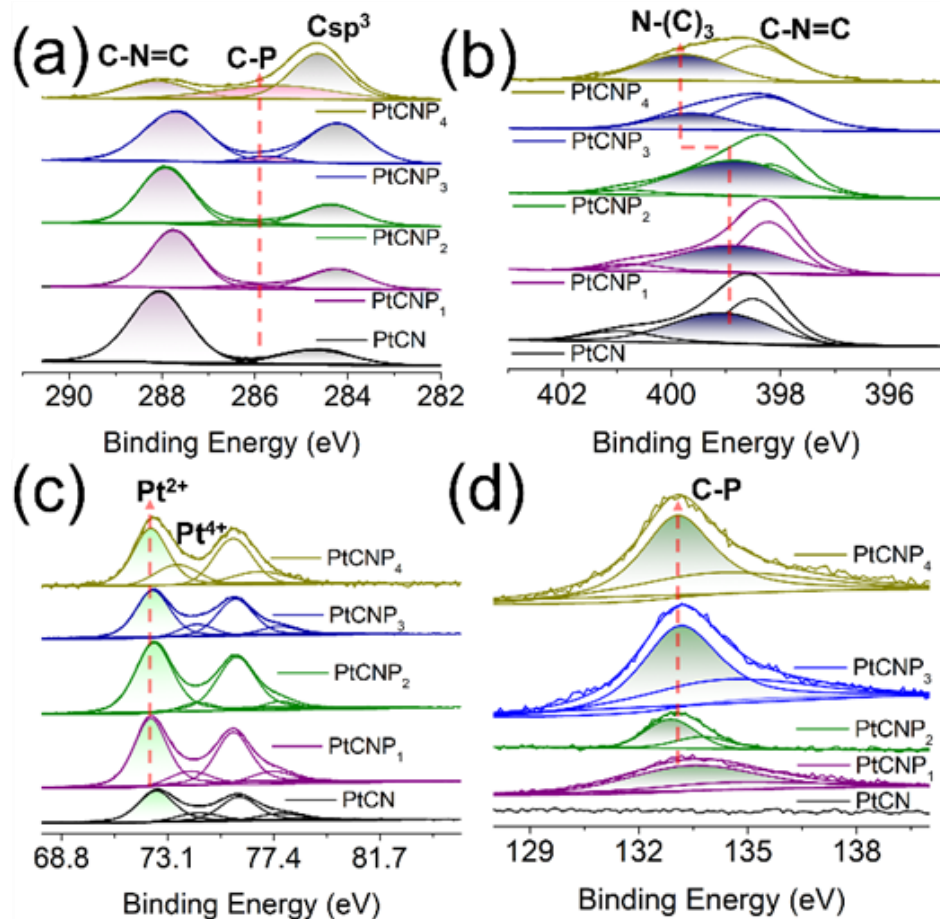 (a)
C-N=C
C-P
Csp³
PtCNP₄
PtCNP₃
PtCNP₂
PtCNP₁
PtCN
290 288 286 284 282
Binding Energy (eV)
(b)
N-(C)₃
C-N=C
PtCNP₄
PtCNP₃
PtCNP₂
PtCNP₁
PtCN
402 400 398 396
Binding Energy (eV)
(c)
Pt²⁺
Pt⁴⁺
PtCNP₄
PtCNP₃
PtCNP₂
PtCNP₁
PtCN
68.8 73.1 77.4 81.7
Binding Energy (eV)
(d)
C-P
PtCNP₄
PtCNP₃
PtCNP₂
PtCNP₁
PtCN
129 132 135 138
Binding Energy (eV)